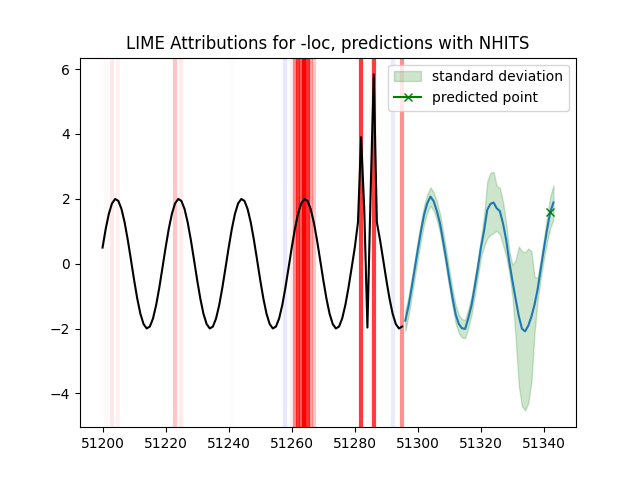 LIME Attributions for -loc, predictions with NHITS
standard deviation
predicted point
6
4
2
0
−2
−4
51200 51220 51240 51260 51280 51300 51320 51340